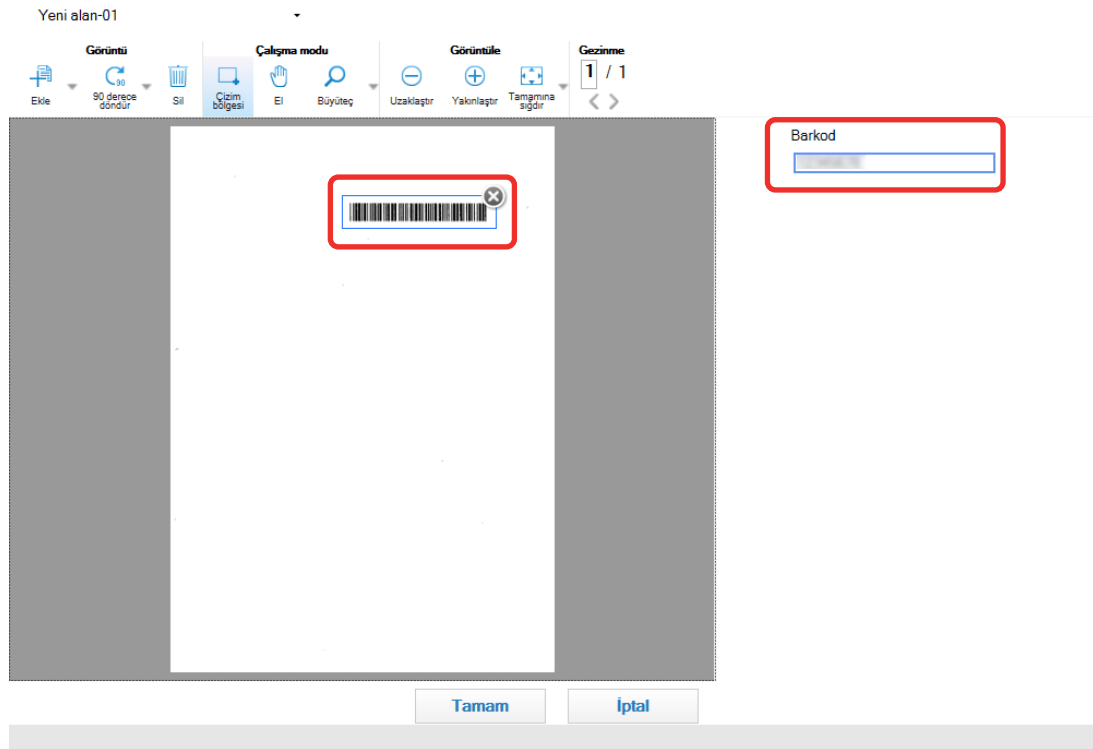 Yeni alan-01
Görüntü
Çalışma modu
Görüntüle
Gezinme
Ekle
90
90 derece
döndür
Sil
Çizim
bölgesi
El
Büyüteç
Uzaklaştır
Yakınlaştır
Tamamına
sığdır
1 / 1
Barkod
Tamam
İptal